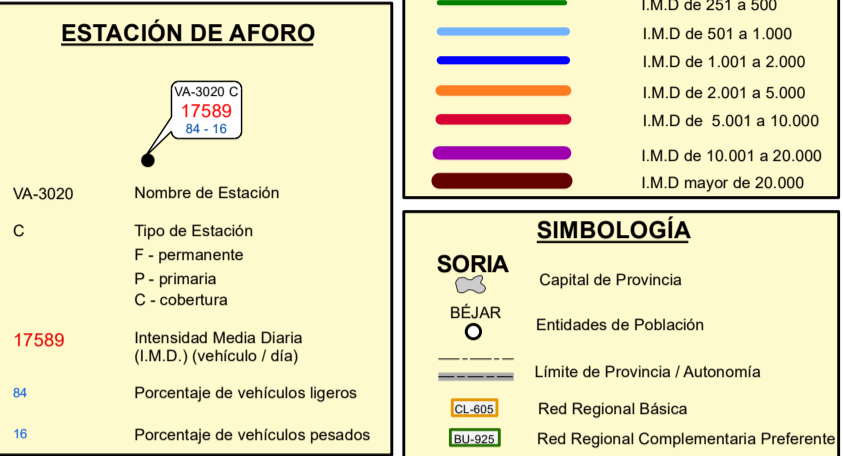 ESTACIÓN DE AFORO
VA-3020 C
17589
84 - 16
VA-3020 Nombre de Estación
C Tipo de Estación
F - permanente
P - primaria
C - cobertura
17589 Intensidad Media Diaria
(I.M.D.) (vehículo / día)
84 Porcentaje de vehículos ligeros
16 Porcentaje de vehículos pesados
I.M.D de 251 a 500
I.M.D de 501 a 1.000
I.M.D de 1.001 a 2.000
I.M.D de 2.001 a 5.000
I.M.D de 5.001 a 10.000
I.M.D de 10.001 a 20.000
I.M.D mayor de 20.000
SIMBOLOGÍA
SORIA Capital de Provincia
BÉJAR Entidades de Población
Límite de Provincia / Autonomía
CL-605 Red Regional Básica
BU-925 Red Regional Complementaria Preferente